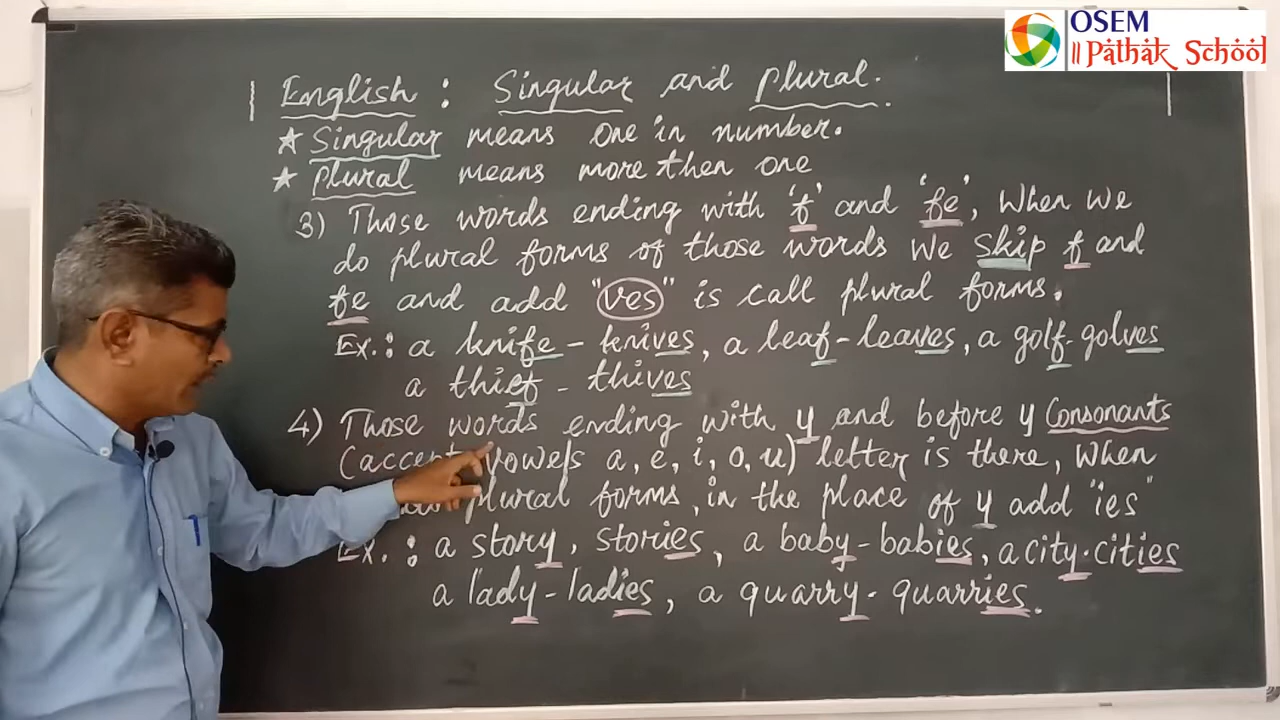 OSEM
॥ Pathak School
English : Singular and plural.
★ Singular means one in number.
★ plural means more then one
3) Those words ending with 'f' and 'fe', When we
do plural forms of those words we skip f and
fe and add "ves" is call plural forms.
Ex.: a knife - knives, a leaf - leaves, a golf - golves
a thief - thives
4) Those words ending with y and before y Consonants
(accept vowels a, e, i, o, u) letter is there, When
plural forms, in the place of y add "ies"
Ex. : a story, stories, a baby - babies, a city - cities
a lady - ladies, a quarry - quarries.